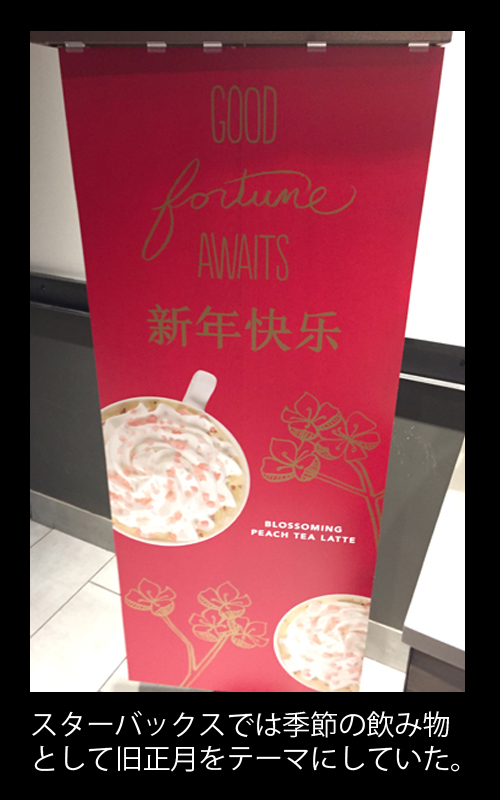 GOOD
fortune
AWAITS
新年快乐
BLOSSOMING
PEACH TEA LATTE
スターバックスでは季節の飲み物
として旧正月をテーマにしていた。